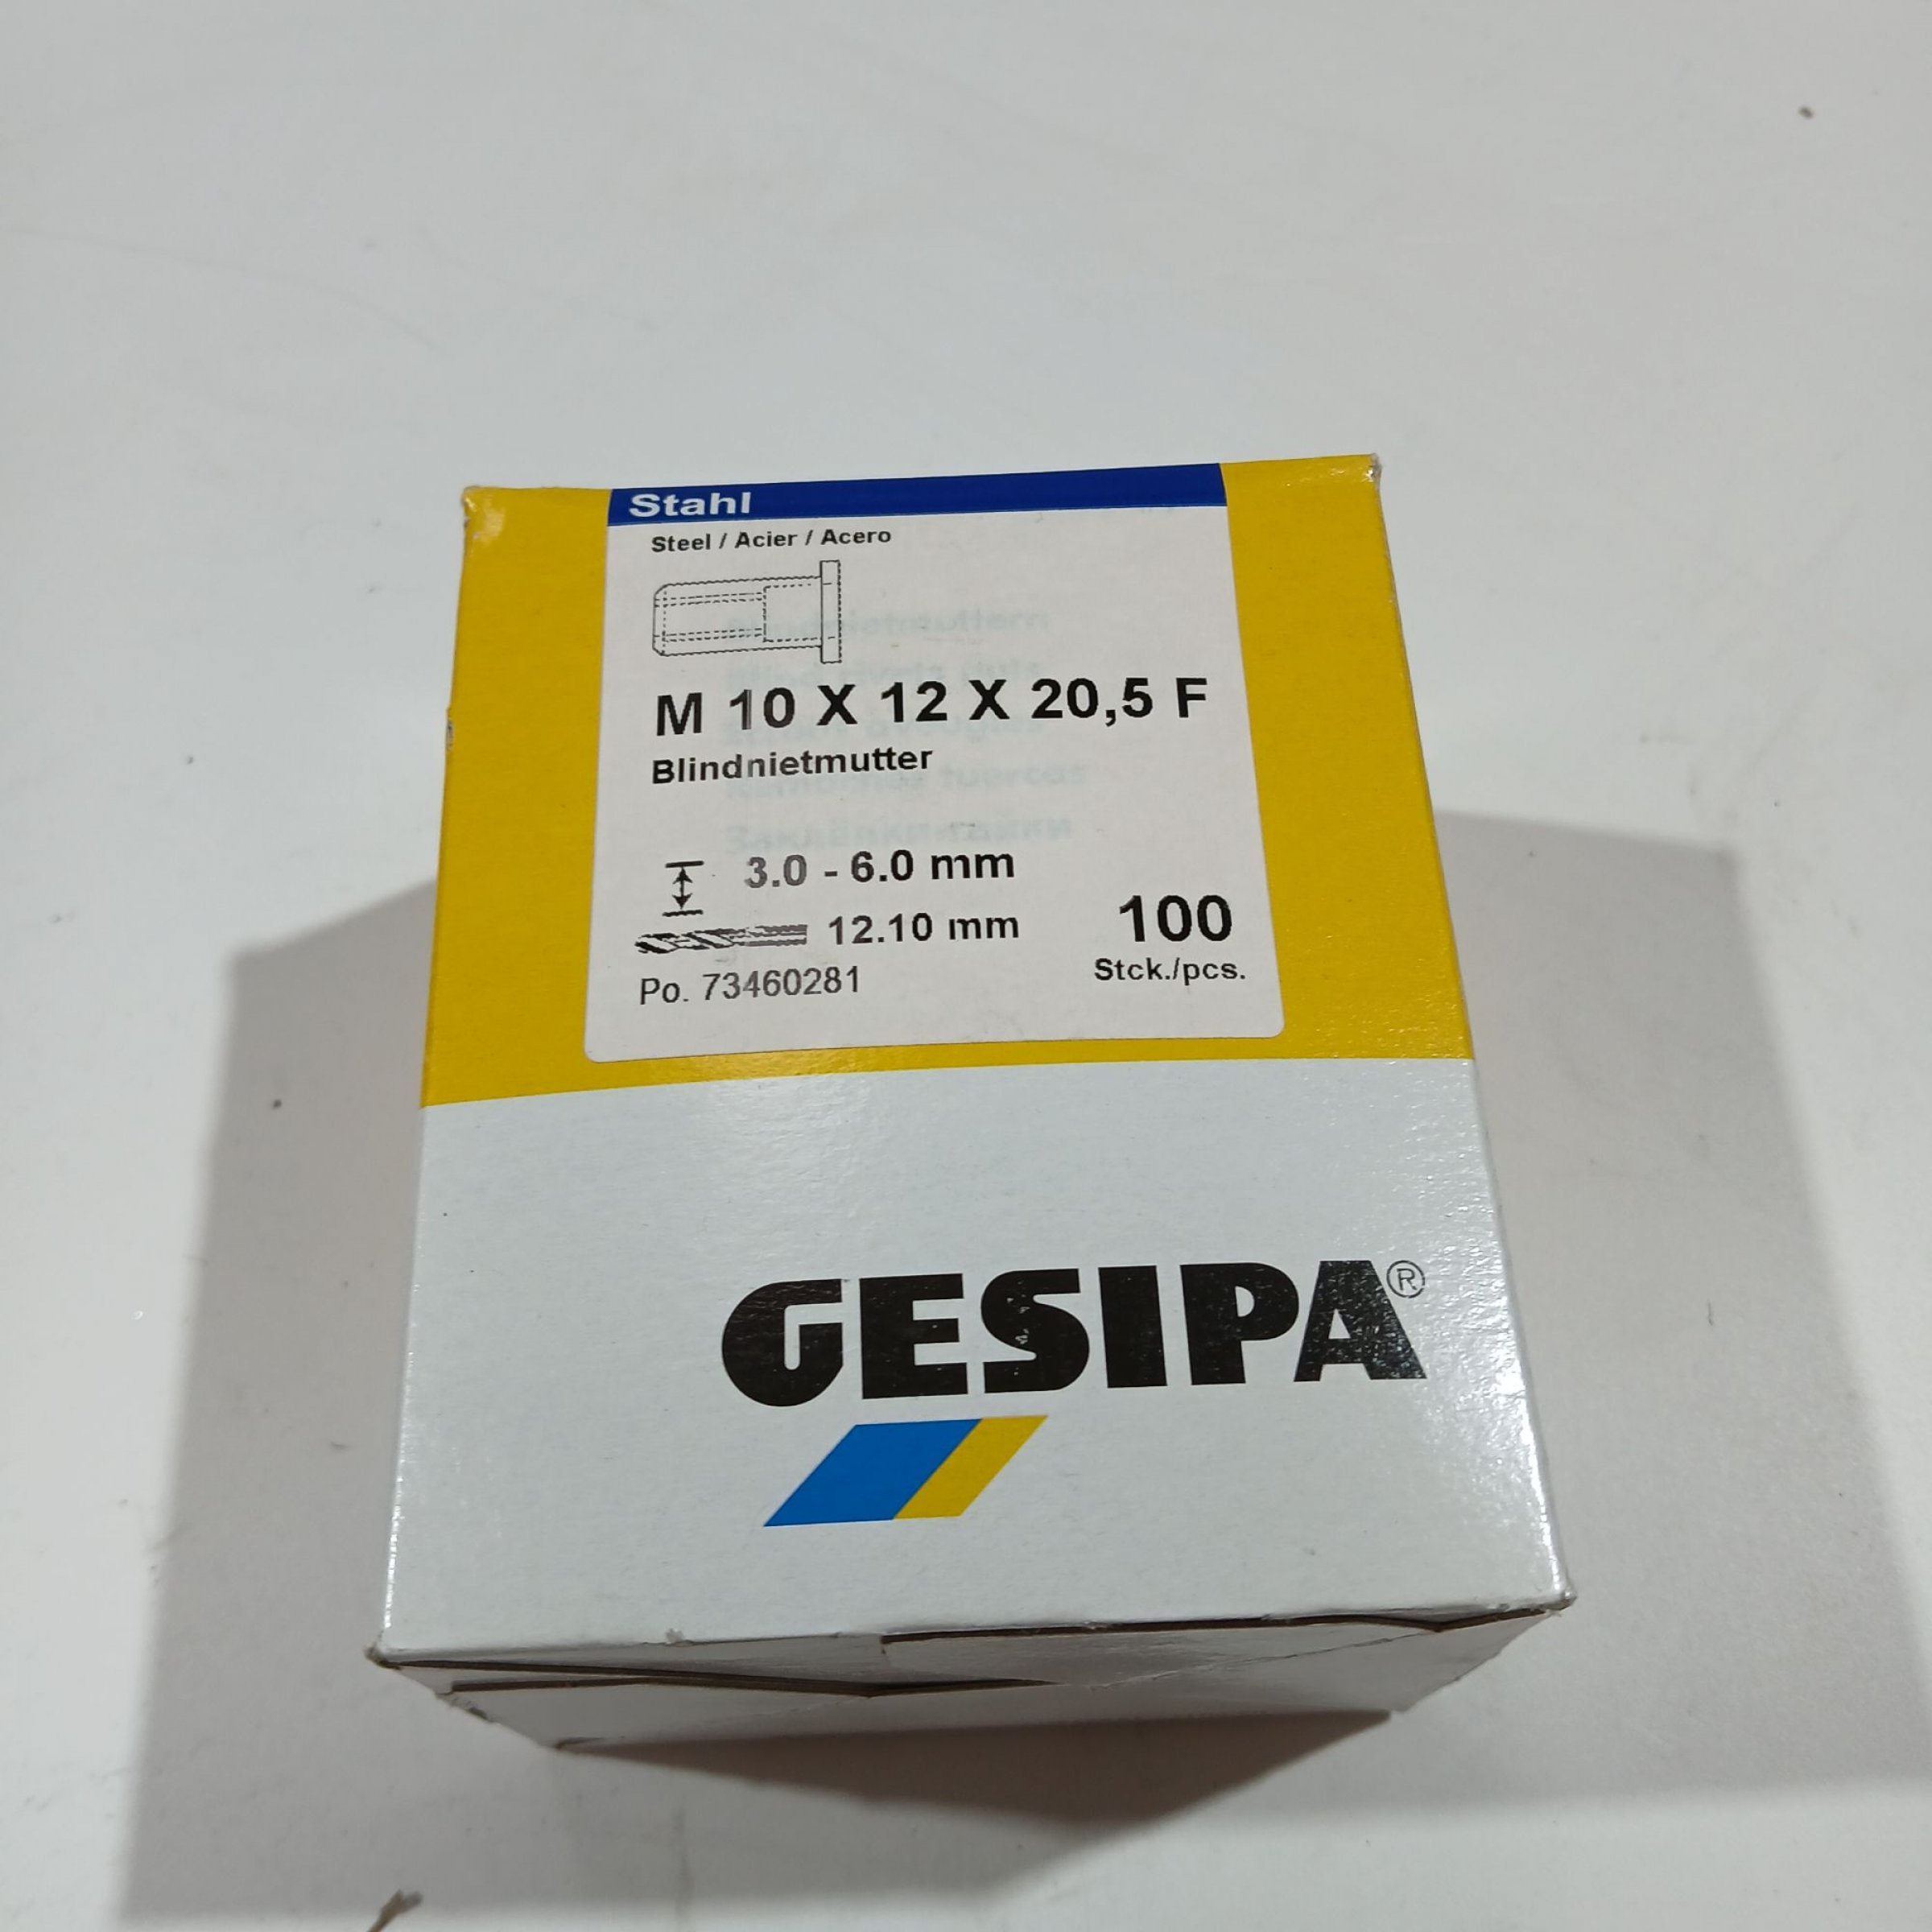 Stahl
Steel / Acier / Acero
M 10 X 12 X 20,5 F
Blindnietmutter
3.0 - 6.0 mm
12.10 mm
100
Po. 73460281
Stck./pcs.
GESIPA®